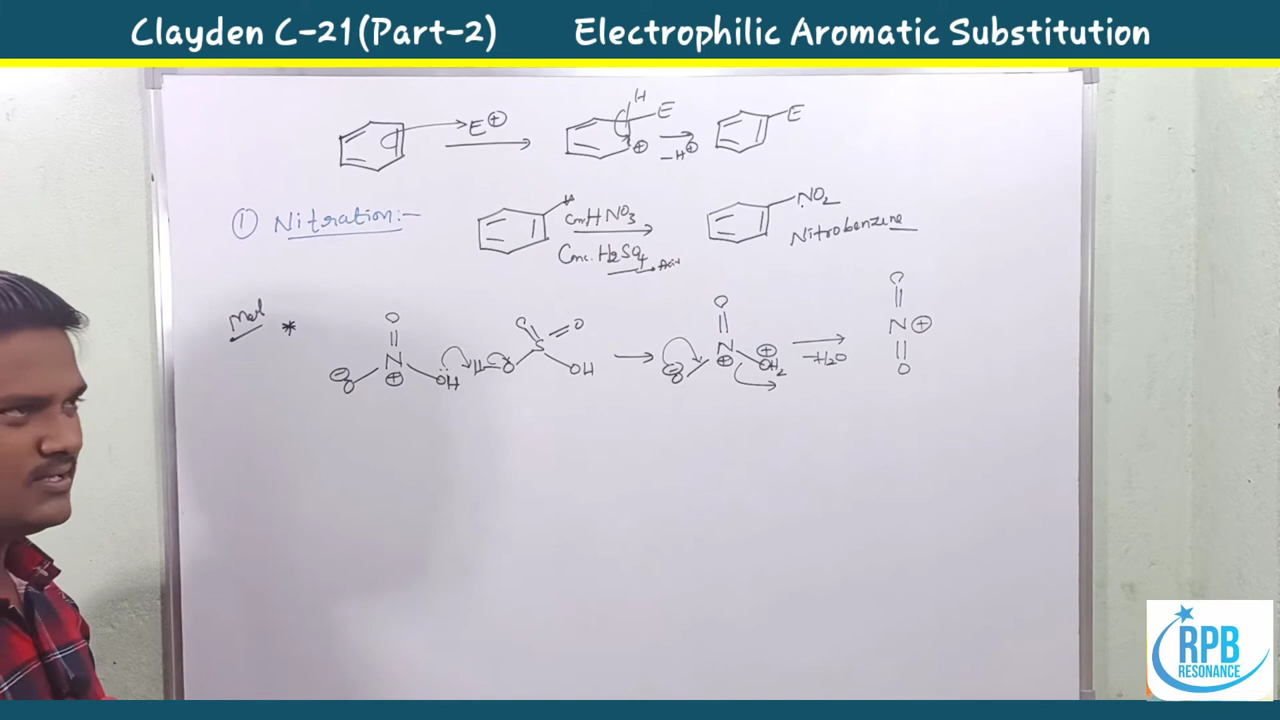 Clayden C-21(Part-2) Electrophilic Aromatic Substitution
H
E⊕ E E
⊕ -H⊕
① Nitration:- H Conc. HNO3 NO2
Conc. H2SO4 → Acid Nitrobenzene
*
O O O O
N S N N ⊕
⊖ O ⊕ OH H O OH ⊖ O ⊕ ⊕ OH2 -H2O O
RPB
RESONANCE